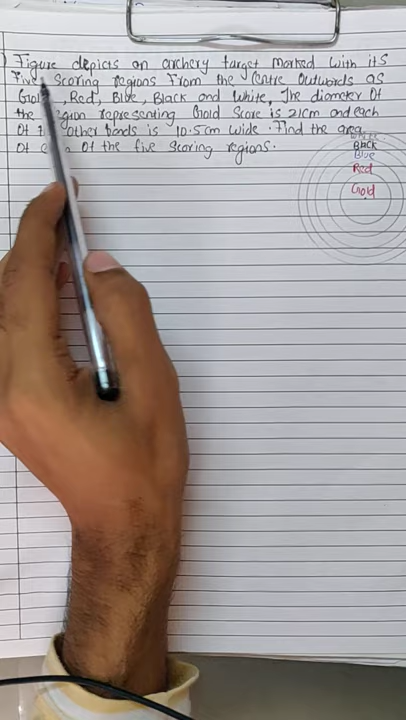 Figure depicts an archery target marked with its
Five scoring regions From the Centre Outwards as
Gold, Red, Blue, Black and White, The diameter Of
the region representing Gold Score is 21cm and each
Of the Other bands is 10.5cm wide. Find the area
Of Of the five Scoring regions.
White
Black
Blue
Red
Gold